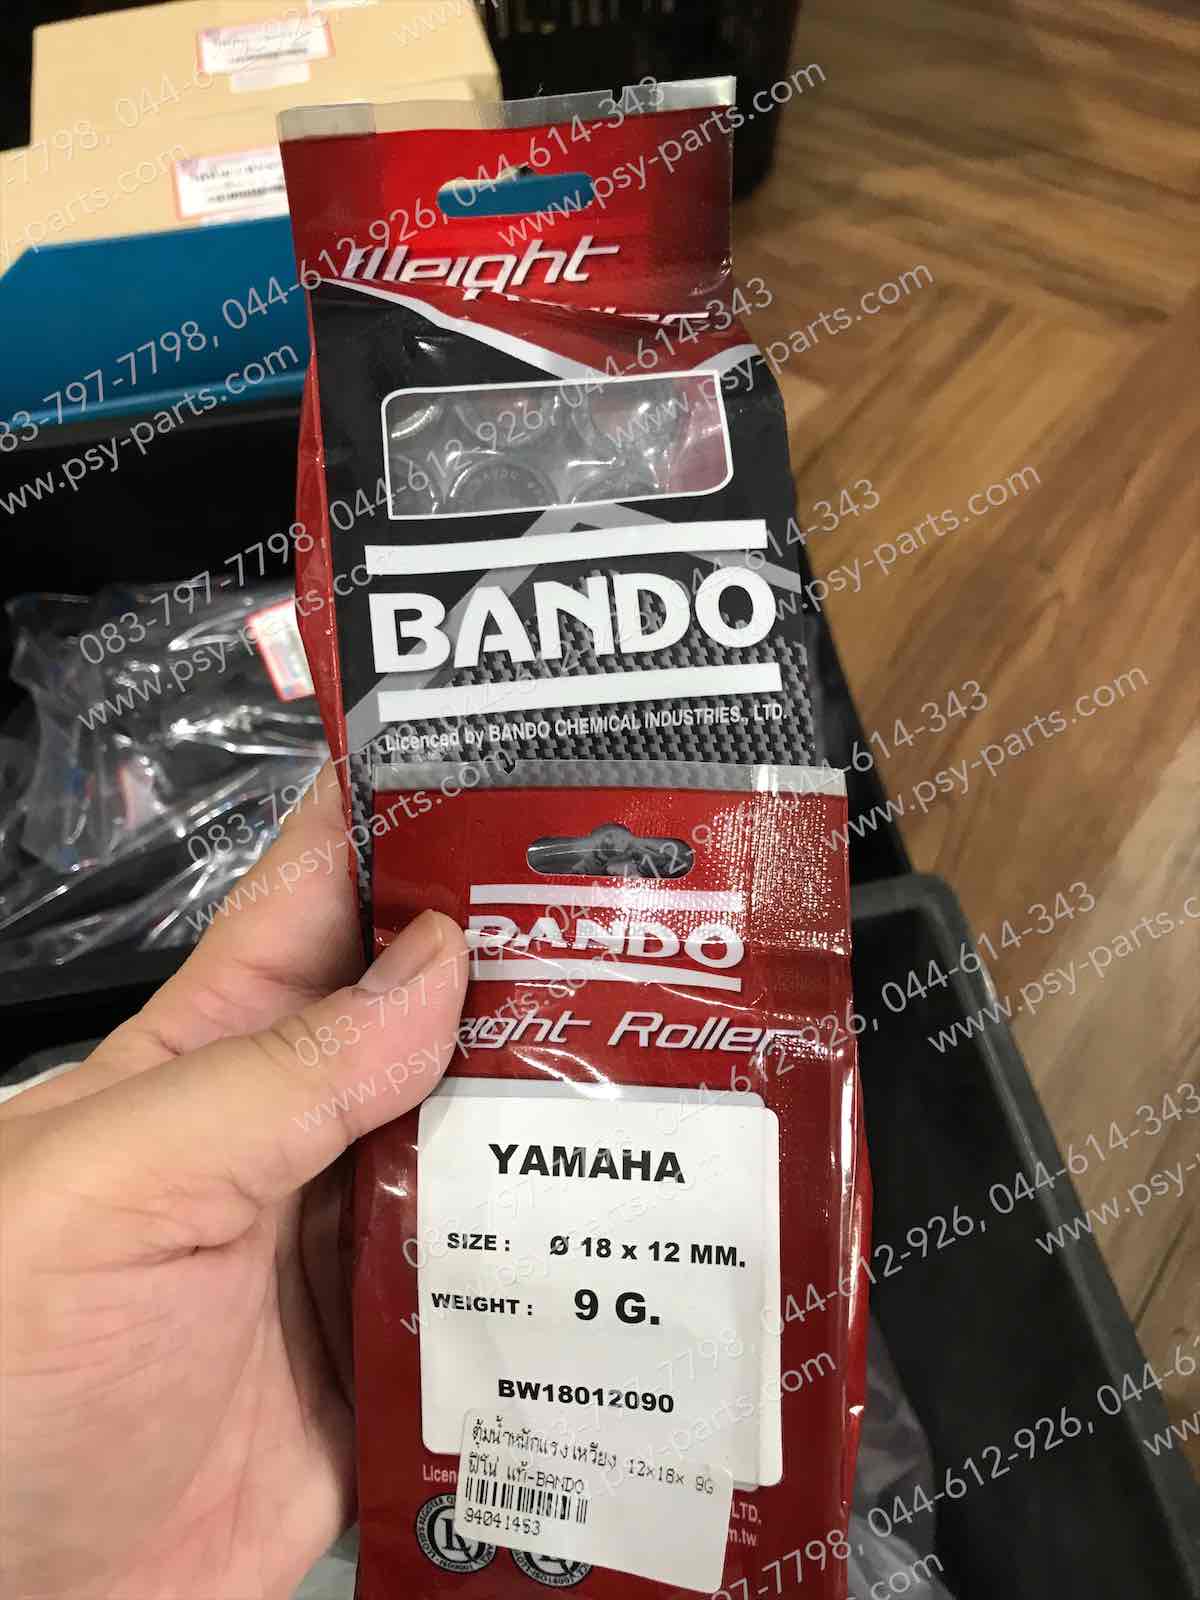 Weight
BANDO
Licenced by BANDO CHEMICAL INDUSTRIES., LTD.
BANDO
Roller
YAMAHA
SIZE : Ø 18 x 12 MM.
WEIGHT : 9 G.
BW18012090
ตุ้มน้ำหนักแรงเหวี่ยง 12x18x 9G
ฟีโน่ แท้-BANDO
94041453
LTD.
083-797-7798, 044-612-926, 044-614-343
www.psy-parts.com